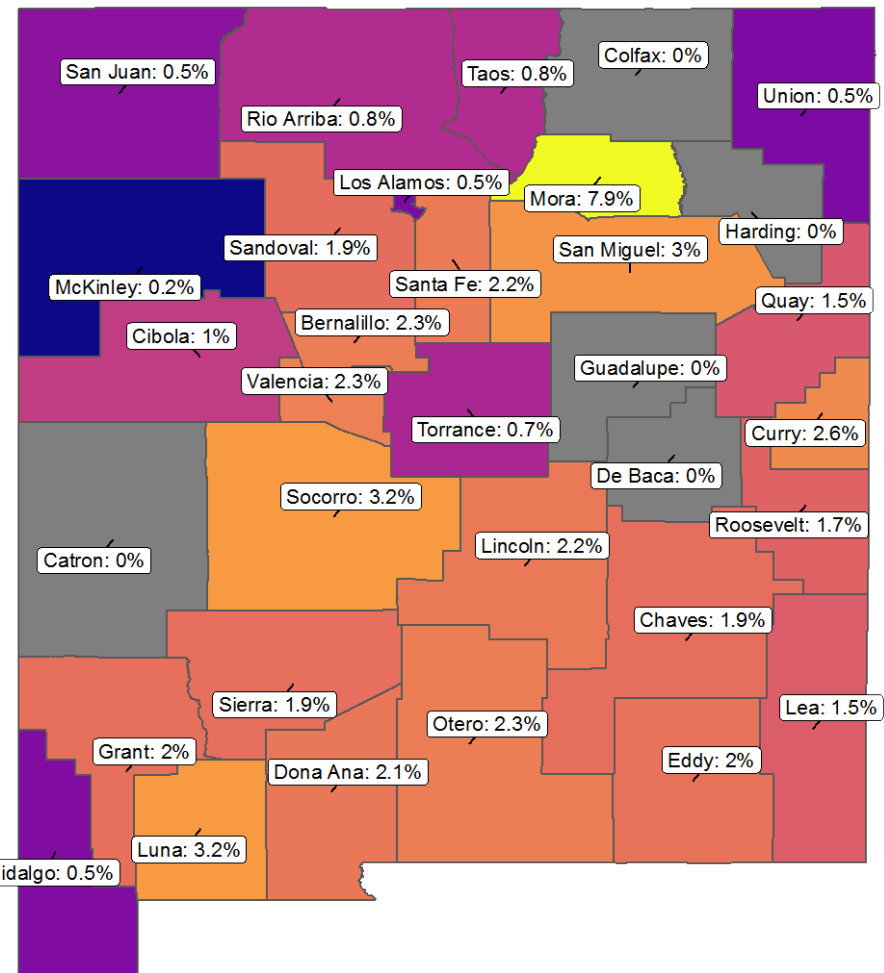 Colfax: 0%
San Juan: 0.5%
Taos: 0.8%
Union: 0.5%
Rio Arriba: 0.8%
Los Alamos: 0.5%
Mora: 7.9%
Harding: 0%
Sandoval: 1.9%
San Miguel: 3%
McKinley: 0.2%
Santa Fe: 2.2%
Quay: 1.5%
Bernalillo: 2.3%
Cibola: 1%
Guadalupe: 0%
Valencia: 2.3%
Torrance: 0.7%
Curry: 2.6%
De Baca: 0%
Socorro: 3.2%
Roosevelt: 1.7%
Lincoln: 2.2%
Catron: 0%
Chaves: 1.9%
Sierra: 1.9%
Lea: 1.5%
Otero: 2.3%
Grant: 2%
Eddy: 2%
Dona Ana: 2.1%
Luna: 3.2%
idalgo: 0.5%